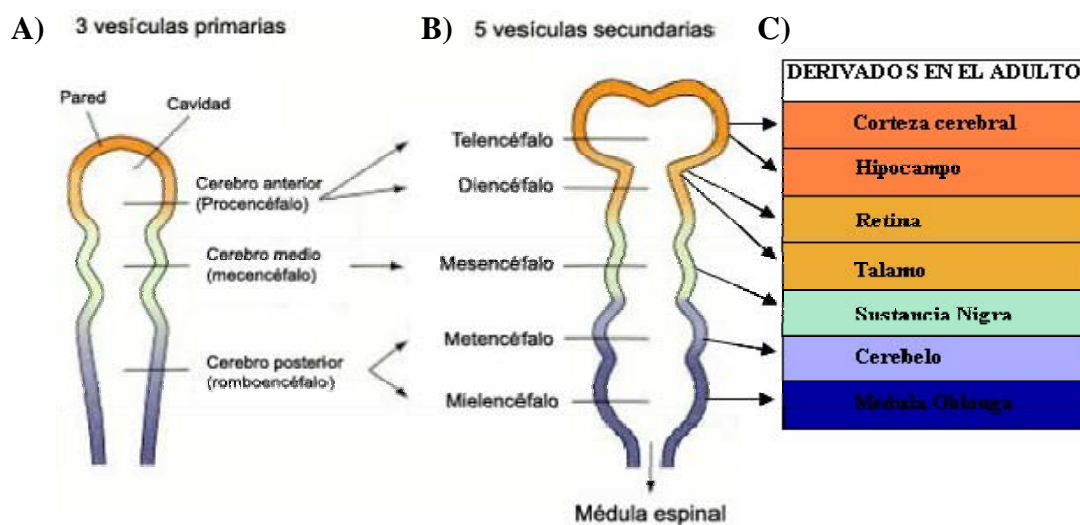 A)
3 vesículas primarias
Pared
Cavidad
Cerebro anterior
(Procencéfalo)
Cerebro medio
(mecencéfalo)
Cerebro posterior
(romboencéfalo)
B)
5 vesículas secundarias
Telencéfalo
Diencéfalo
Mesencéfalo
Metencéfalo
Mielencéfalo
Médula espinal
C)
DERIVADOS EN EL ADULTO
Corteza cerebral
Hipocampo
Retina
Talamo
Sustancia Nigra
Cerebelo
Médula Oblonga